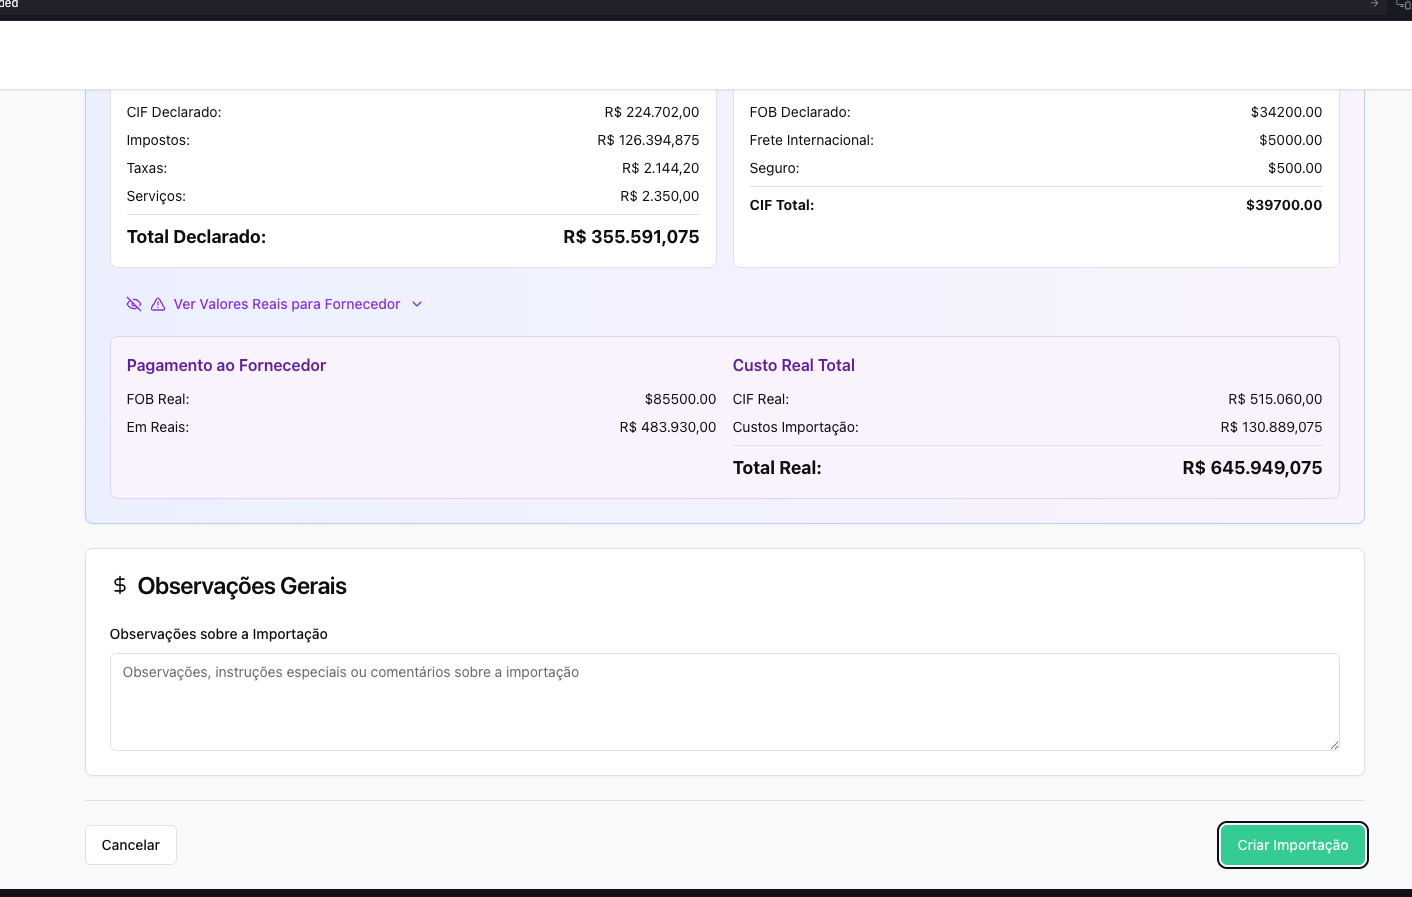 ded
CIF Declarado: R$ 224.702,00
Impostos: R$ 126.394,875
Taxas: R$ 2.144,20
Serviços: R$ 2.350,00
Total Declarado: R$ 355.591,075
FOB Declarado: $34200.00
Frete Internacional: $5000.00
Seguro: $500.00
CIF Total: $39700.00
Ver Valores Reais para Fornecedor
Pagamento ao Fornecedor
FOB Real: $85500.00
Em Reais: R$ 483.930,00
Custo Real Total
CIF Real: R$ 515.060,00
Custos Importação: R$ 130.889,075
Total Real: R$ 645.949,075
$ Observações Gerais
Observações sobre a Importação
Observações, instruções especiais ou comentários sobre a importação
Cancelar
Criar Importação